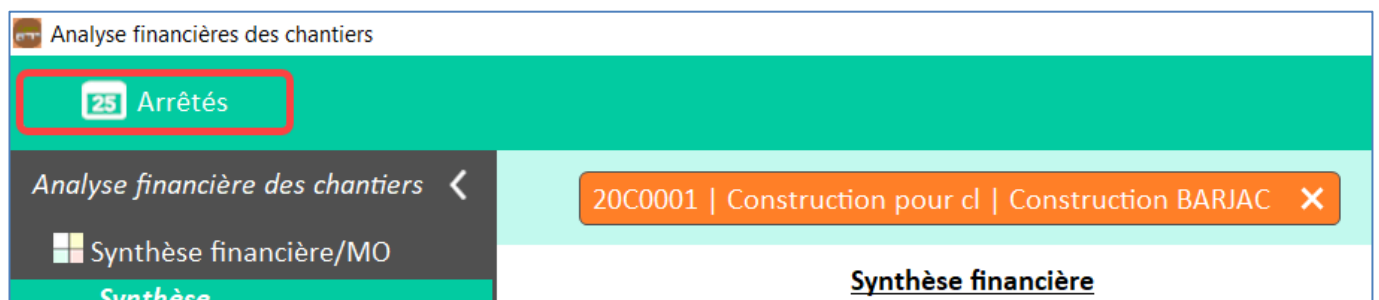 Analyse financières des chantiers
25 Arrêtés
Analyse financière des chantiers
20C0001 | Construction pour cl | Construction BARJAC
Synthèse financière/MO
Synthèse financière
Synthèse